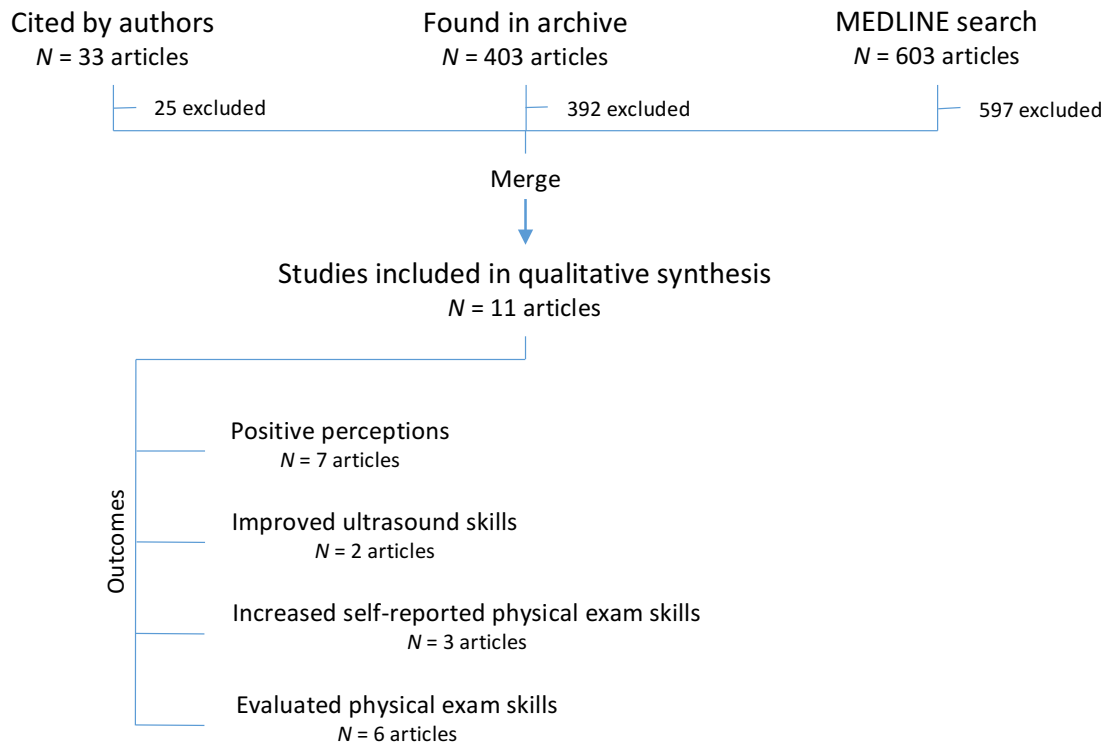 Cited by authors
N = 33 articles
Found in archive
N = 403 articles
MEDLINE search
N = 603 articles
25 excluded
392 excluded
597 excluded
Merge
Studies included in qualitative synthesis
N = 11 articles
Outcomes
Positive perceptions
N = 7 articles
Improved ultrasound skills
N = 2 articles
Increased self-reported physical exam skills
N = 3 articles
Evaluated physical exam skills
N = 6 articles